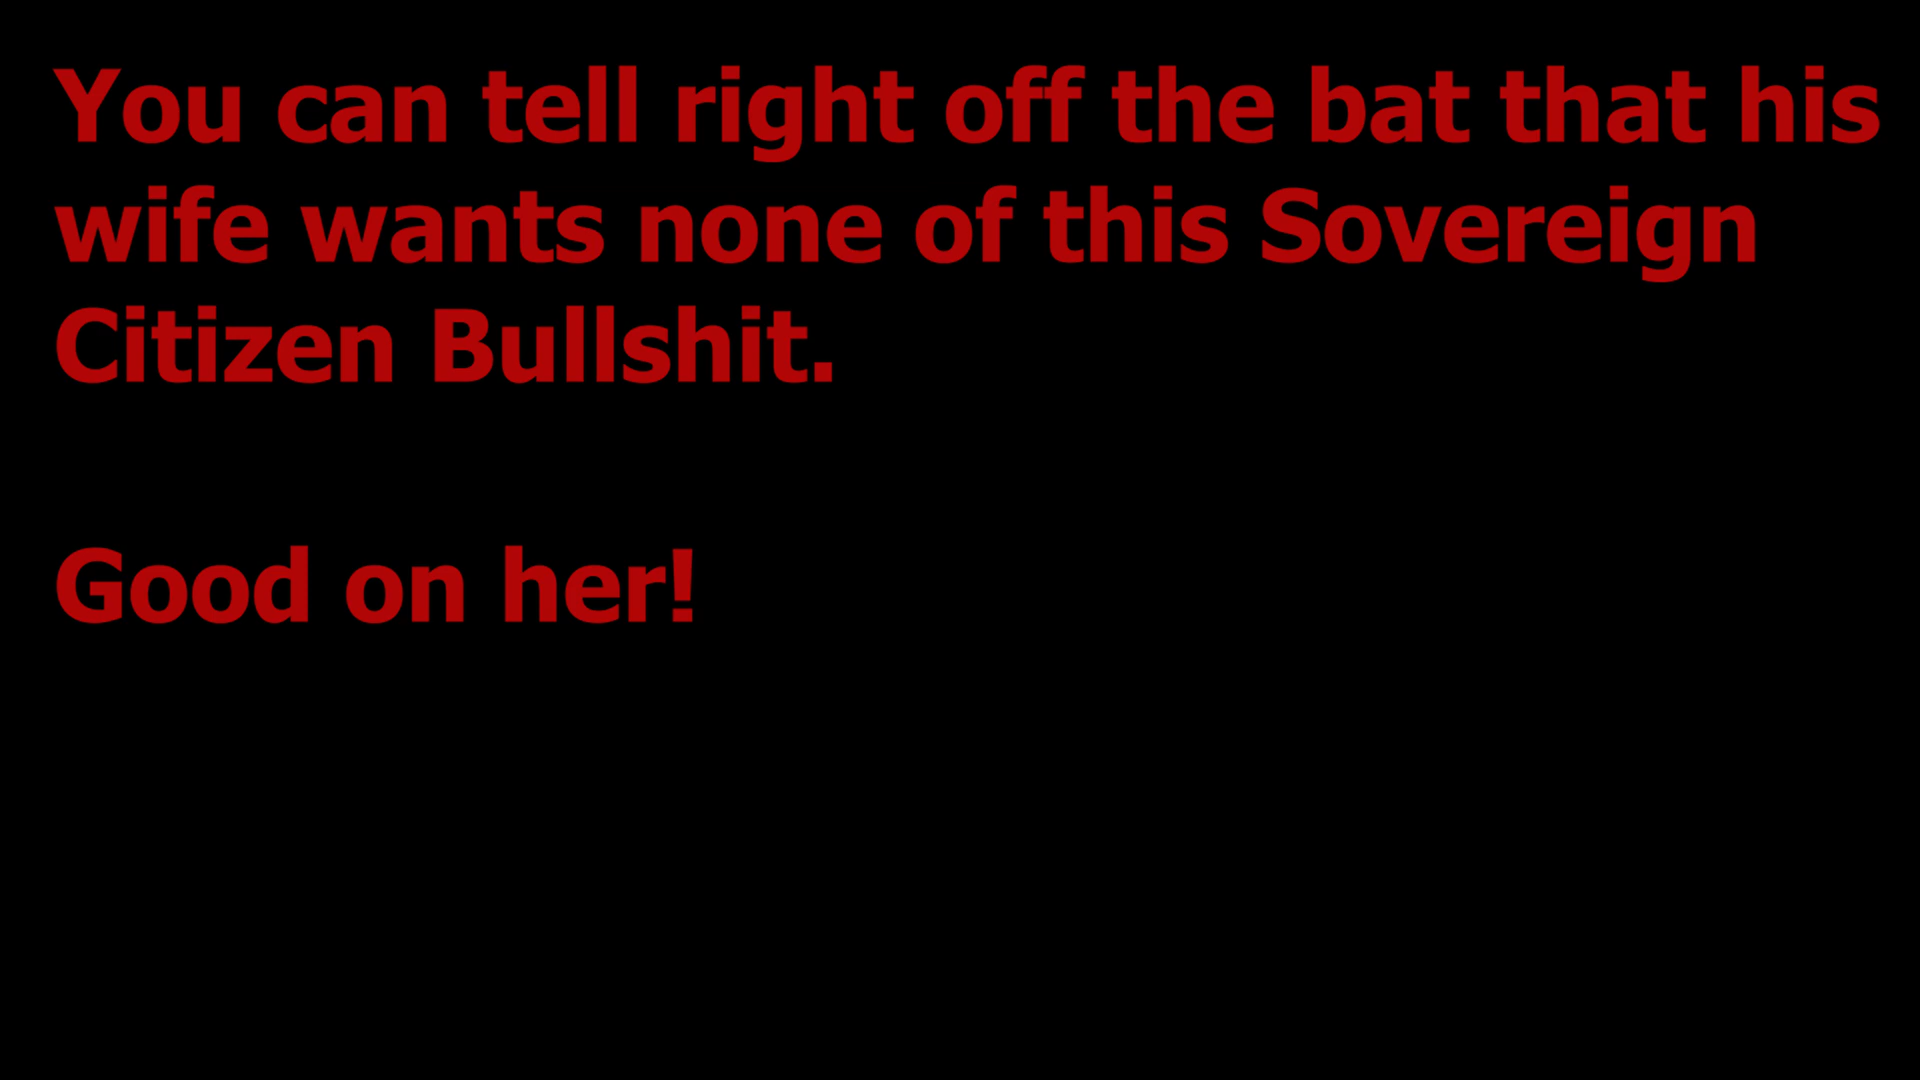 You can tell right off the bat that his
wife wants none of this Sovereign
Citizen Bullshit.
Good on her!